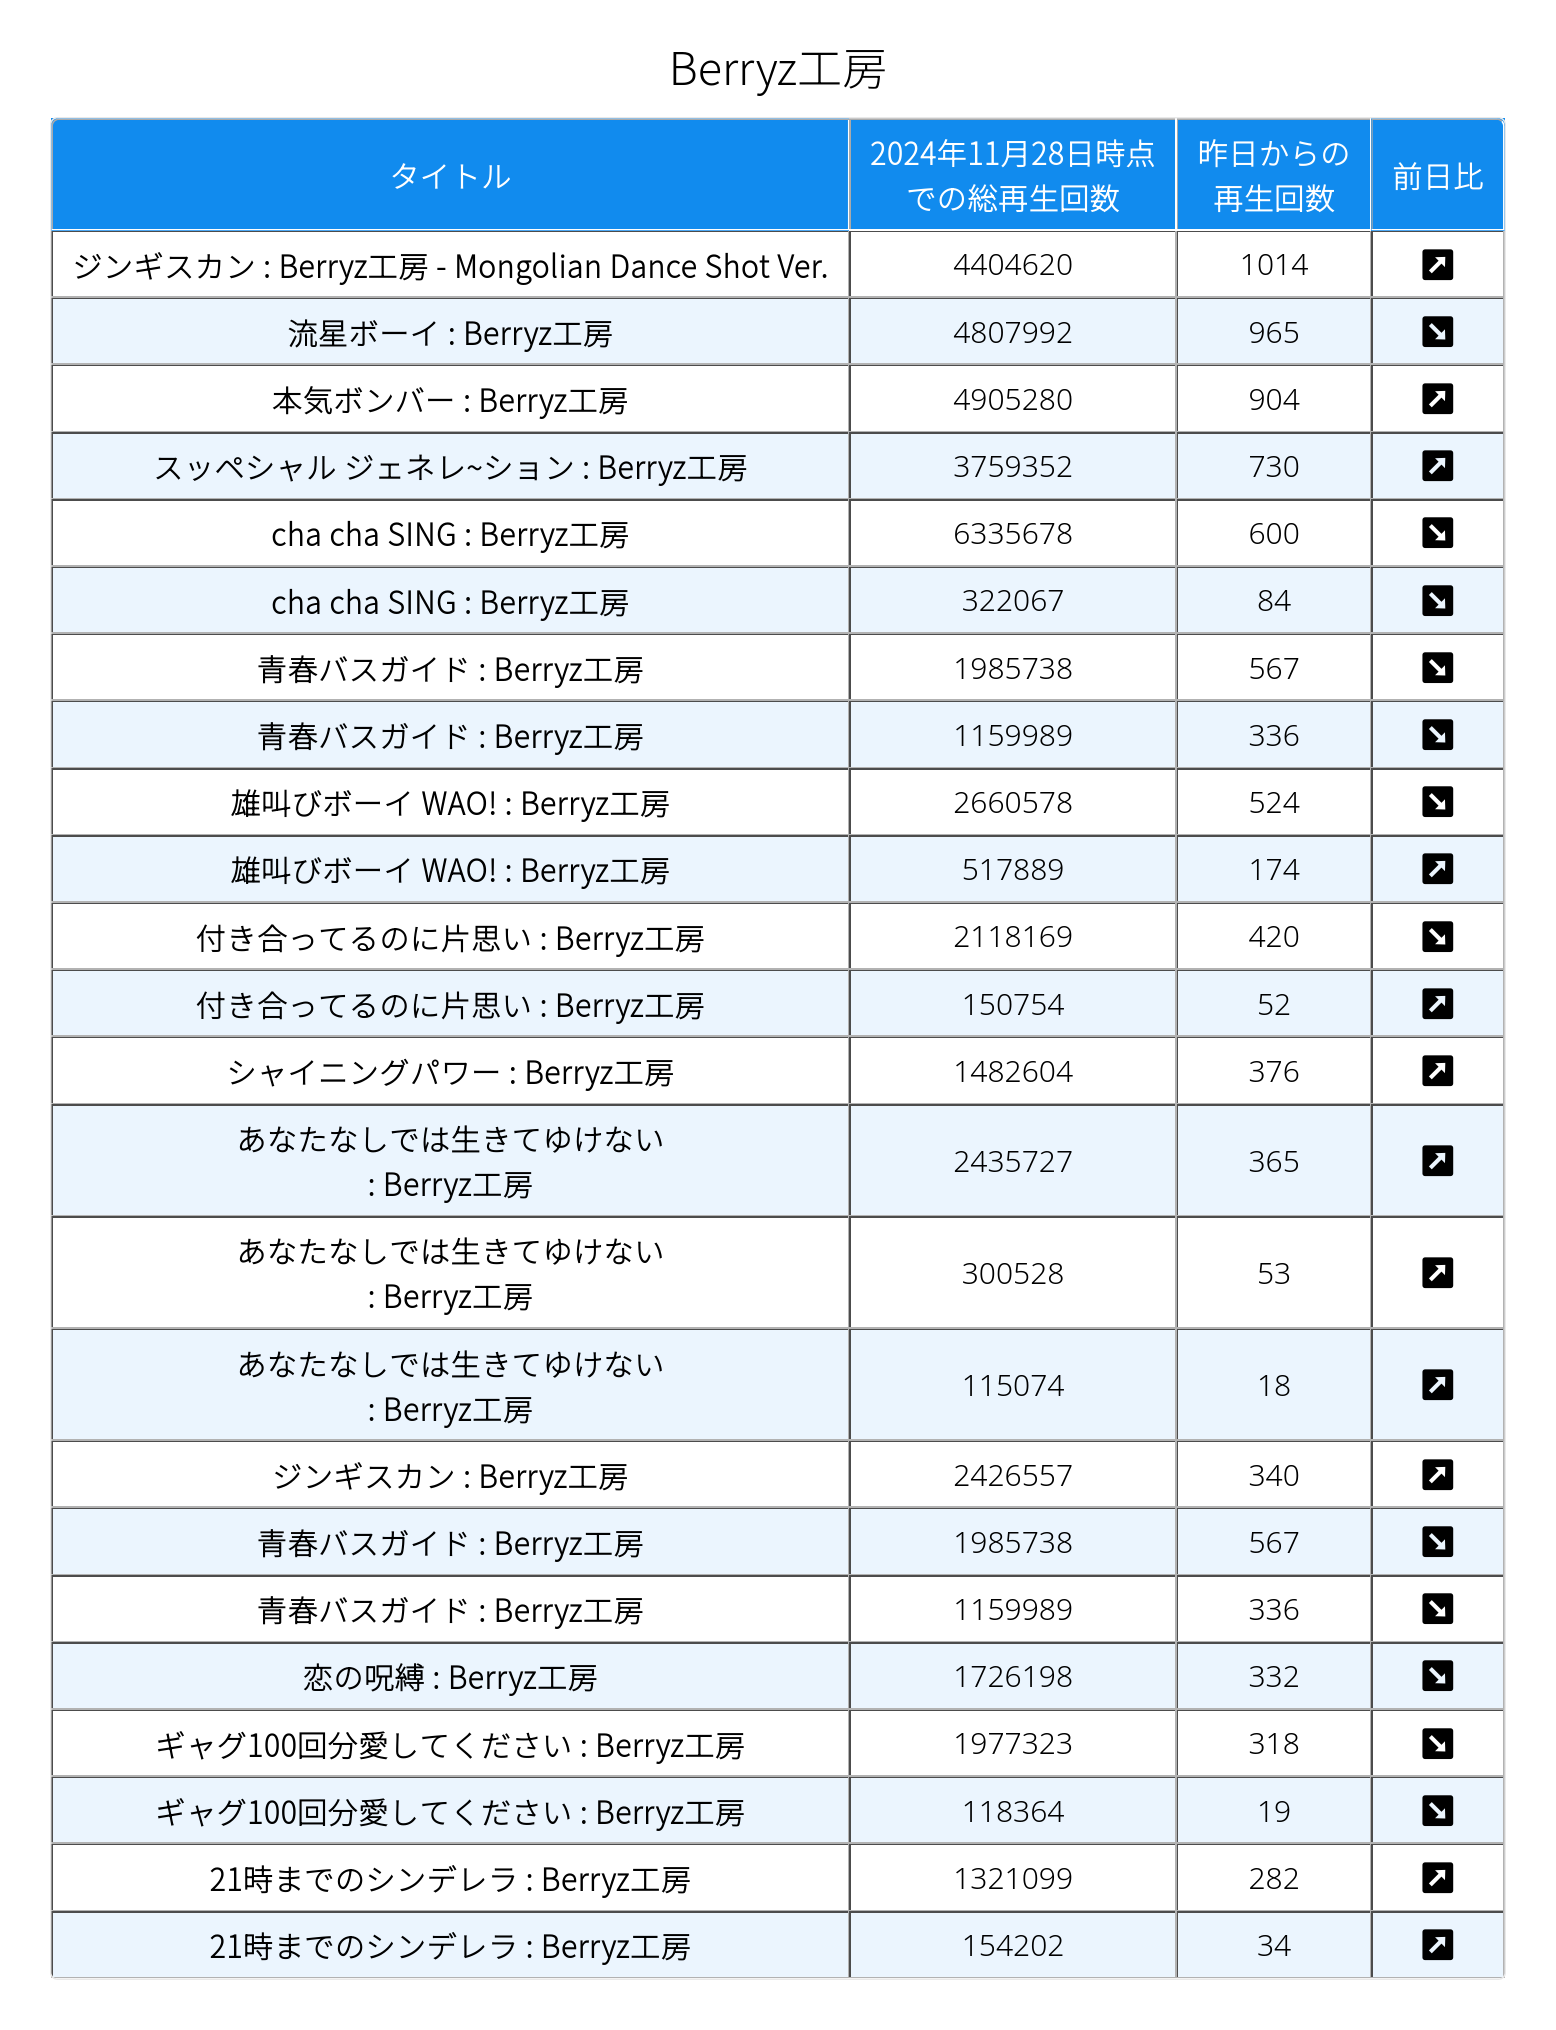 Berryz工房
タイトル
2024年11月28日時点
での総再生回数
昨日からの
再生回数
前日比
ジンギスカン : Berryz工房 - Mongolian Dance Shot Ver. 4404620 1014
流星ボーイ : Berryz工房 4807992 965
本気ボンバー : Berryz工房 4905280 904
スッペシャル ジェネレ~ション : Berryz工房 3759352 730
cha cha SING : Berryz工房 6335678 600
cha cha SING : Berryz工房 322067 84
青春バスガイド : Berryz工房 1985738 567
青春バスガイド : Berryz工房 1159989 336
雄叫びボーイ WAO! : Berryz工房 2660578 524
雄叫びボーイ WAO! : Berryz工房 517889 174
付き合ってるのに片思い : Berryz工房 2118169 420
付き合ってるのに片思い : Berryz工房 150754 52
シャイニングパワー : Berryz工房 1482604 376
あなたなしでは生きてゆけない
: Berryz工房 2435727 365
あなたなしでは生きてゆけない
: Berryz工房 300528 53
あなたなしでは生きてゆけない
: Berryz工房 115074 18
ジンギスカン : Berryz工房 2426557 340
青春バスガイド : Berryz工房 1985738 567
青春バスガイド : Berryz工房 1159989 336
恋の呪縛 : Berryz工房 1726198 332
ギャグ100回分愛してください : Berryz工房 1977323 318
ギャグ100回分愛してください : Berryz工房 118364 19
21時までのシンデレラ : Berryz工房 1321099 282
21時までのシンデレラ : Berryz工房 154202 34